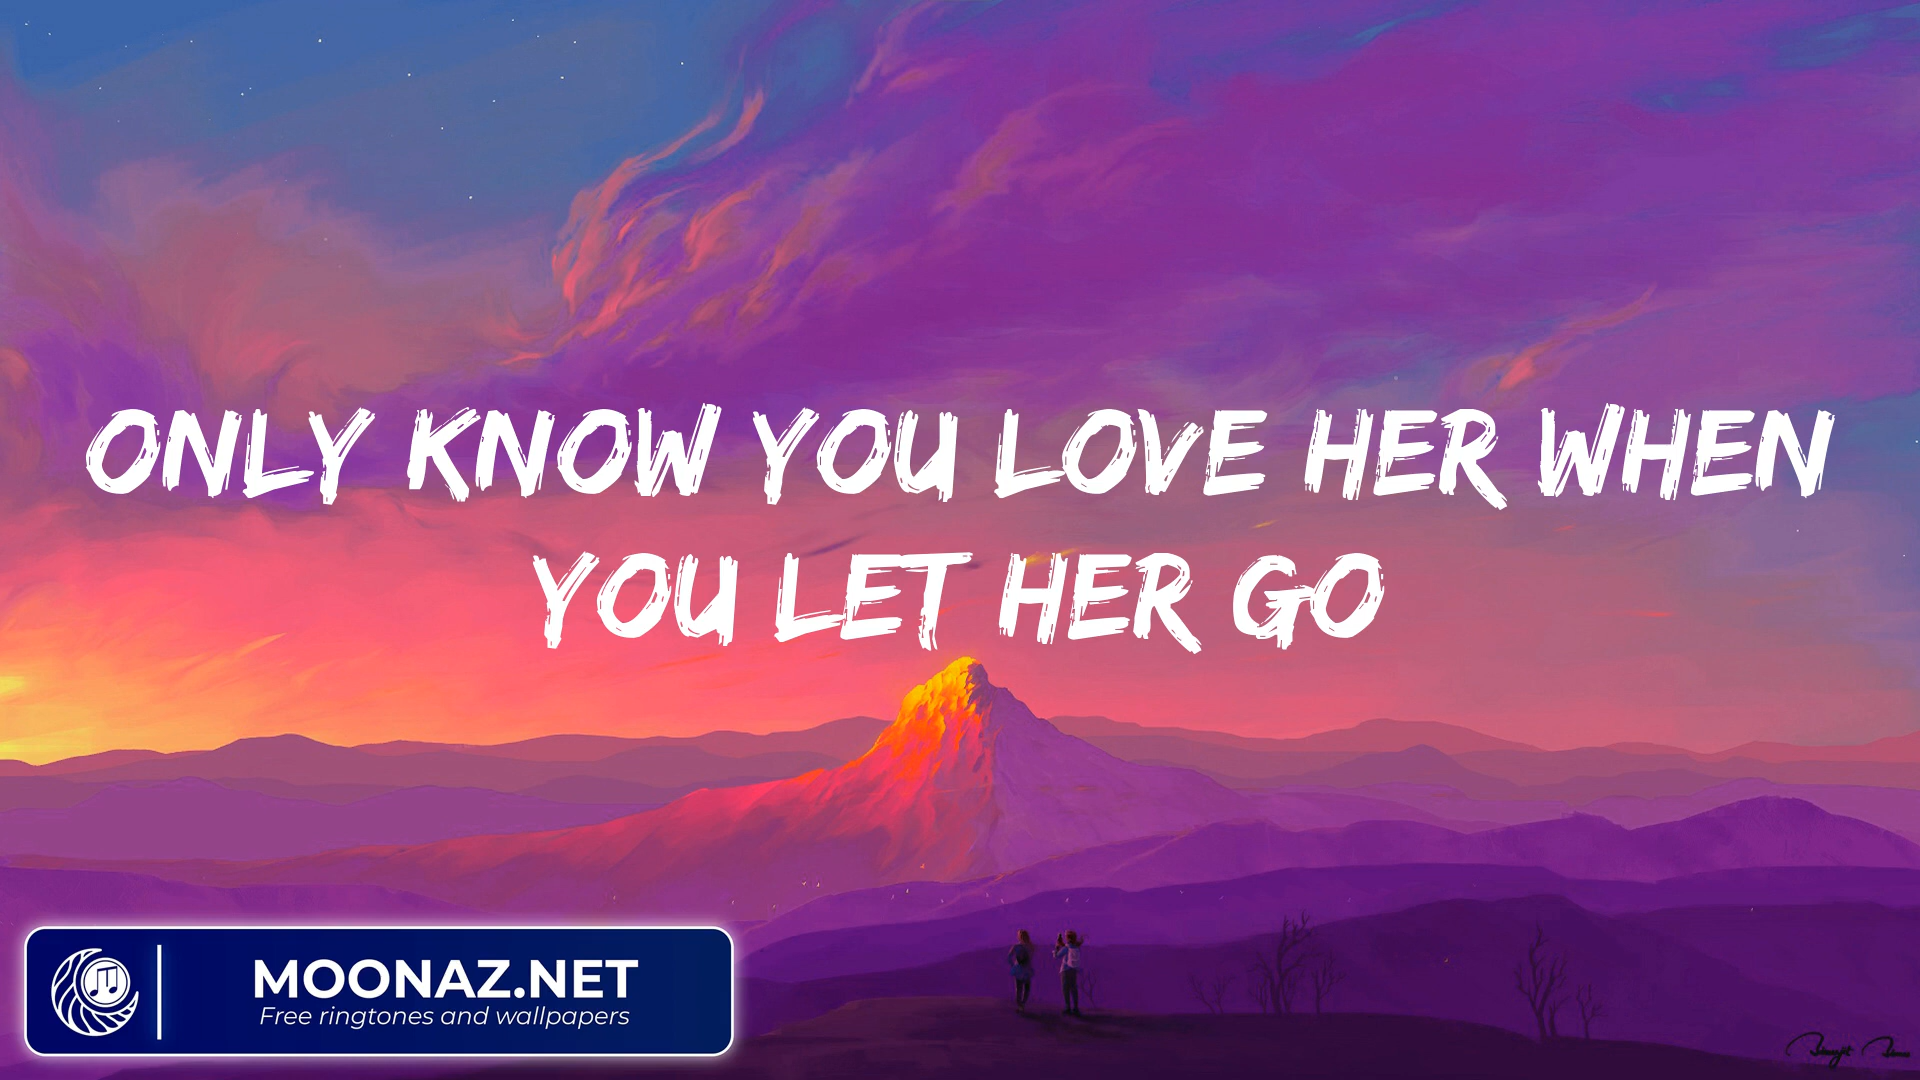 ONLY KNOW YOU LOVE HER WHEN
YOU LET HER GO
MOONAZ.NET
Free ringtones and wallpapers